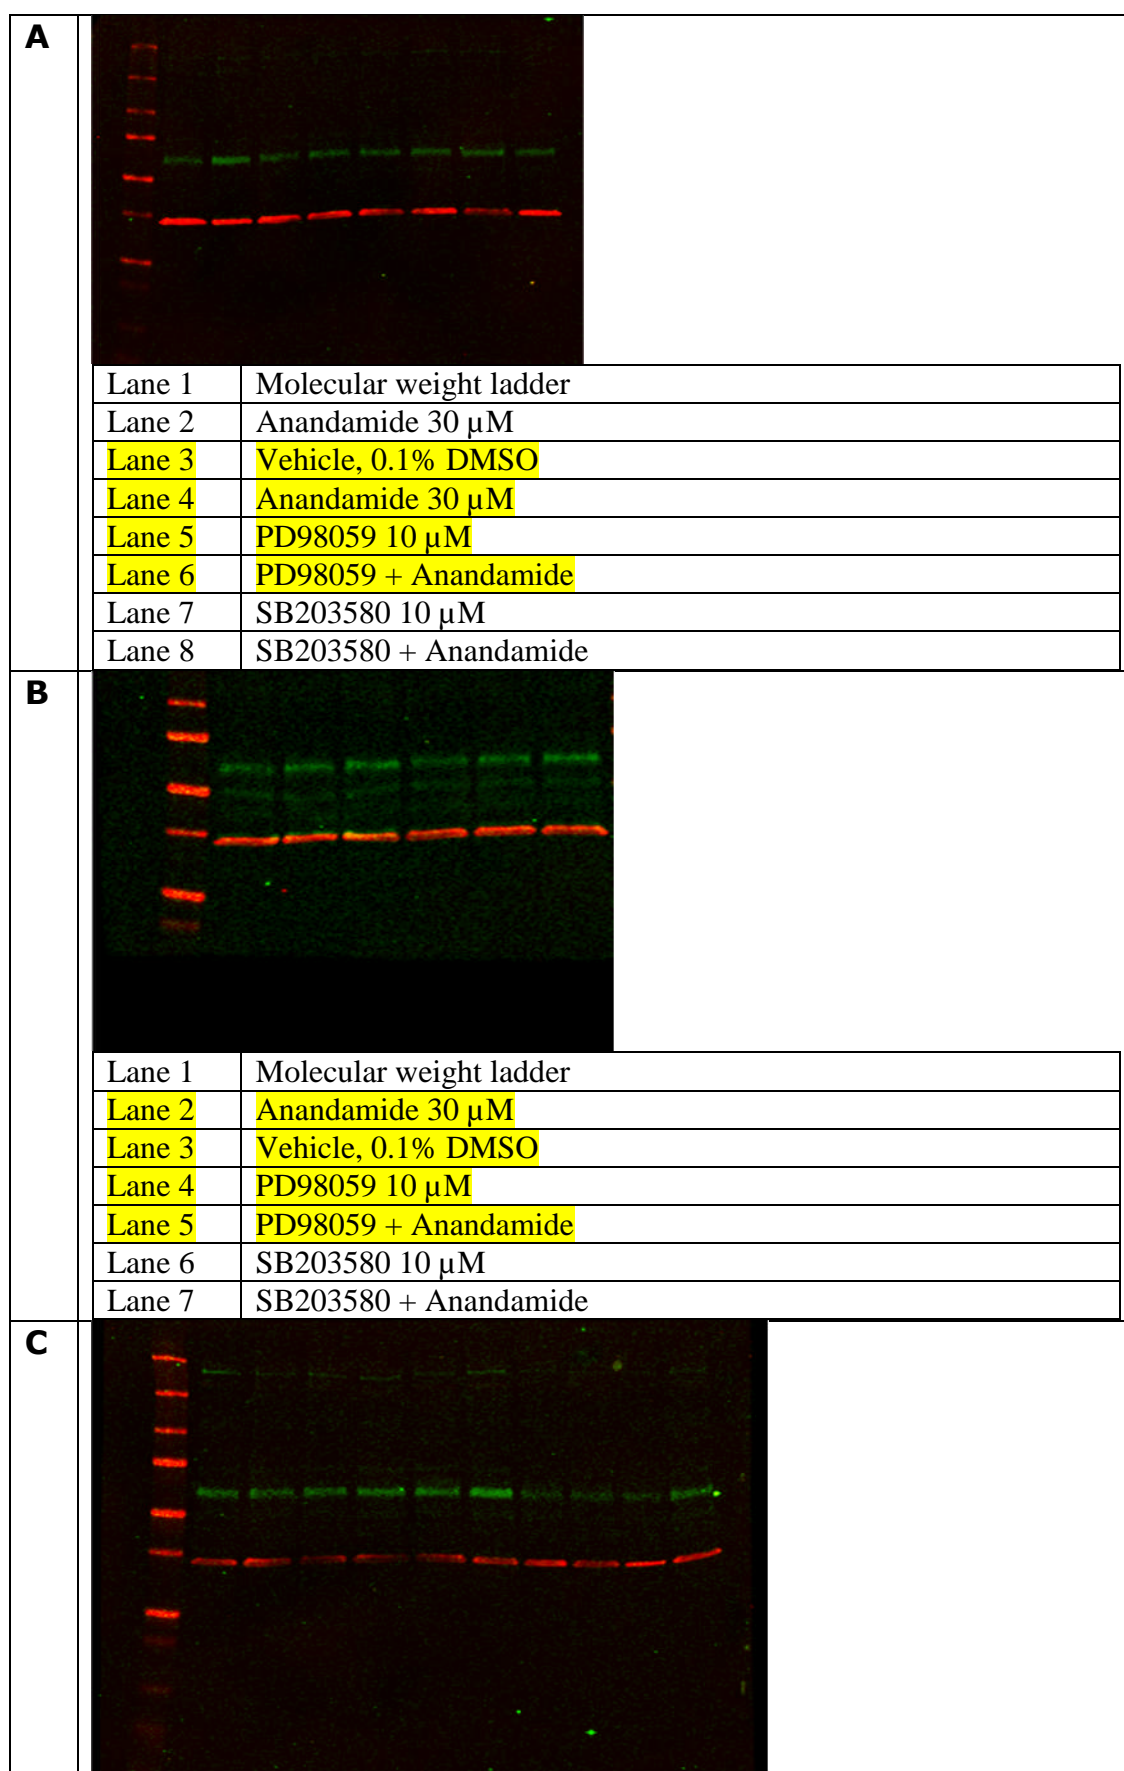 A
Lane 1 Molecular weight ladder
Lane 2 Anandamide 30 µM
Lane 3 Vehicle, 0.1% DMSO
Lane 4 Anandamide 30 µM
Lane 5 PD98059 10 µM
Lane 6 PD98059 + Anandamide
Lane 7 SB203580 10 µM
Lane 8 SB203580 + Anandamide
B
Lane 1 Molecular weight ladder
Lane 2 Anandamide 30 µM
Lane 3 Vehicle, 0.1% DMSO
Lane 4 PD98059 10 µM
Lane 5 PD98059 + Anandamide
Lane 6 SB203580 10 µM
Lane 7 SB203580 + Anandamide
C